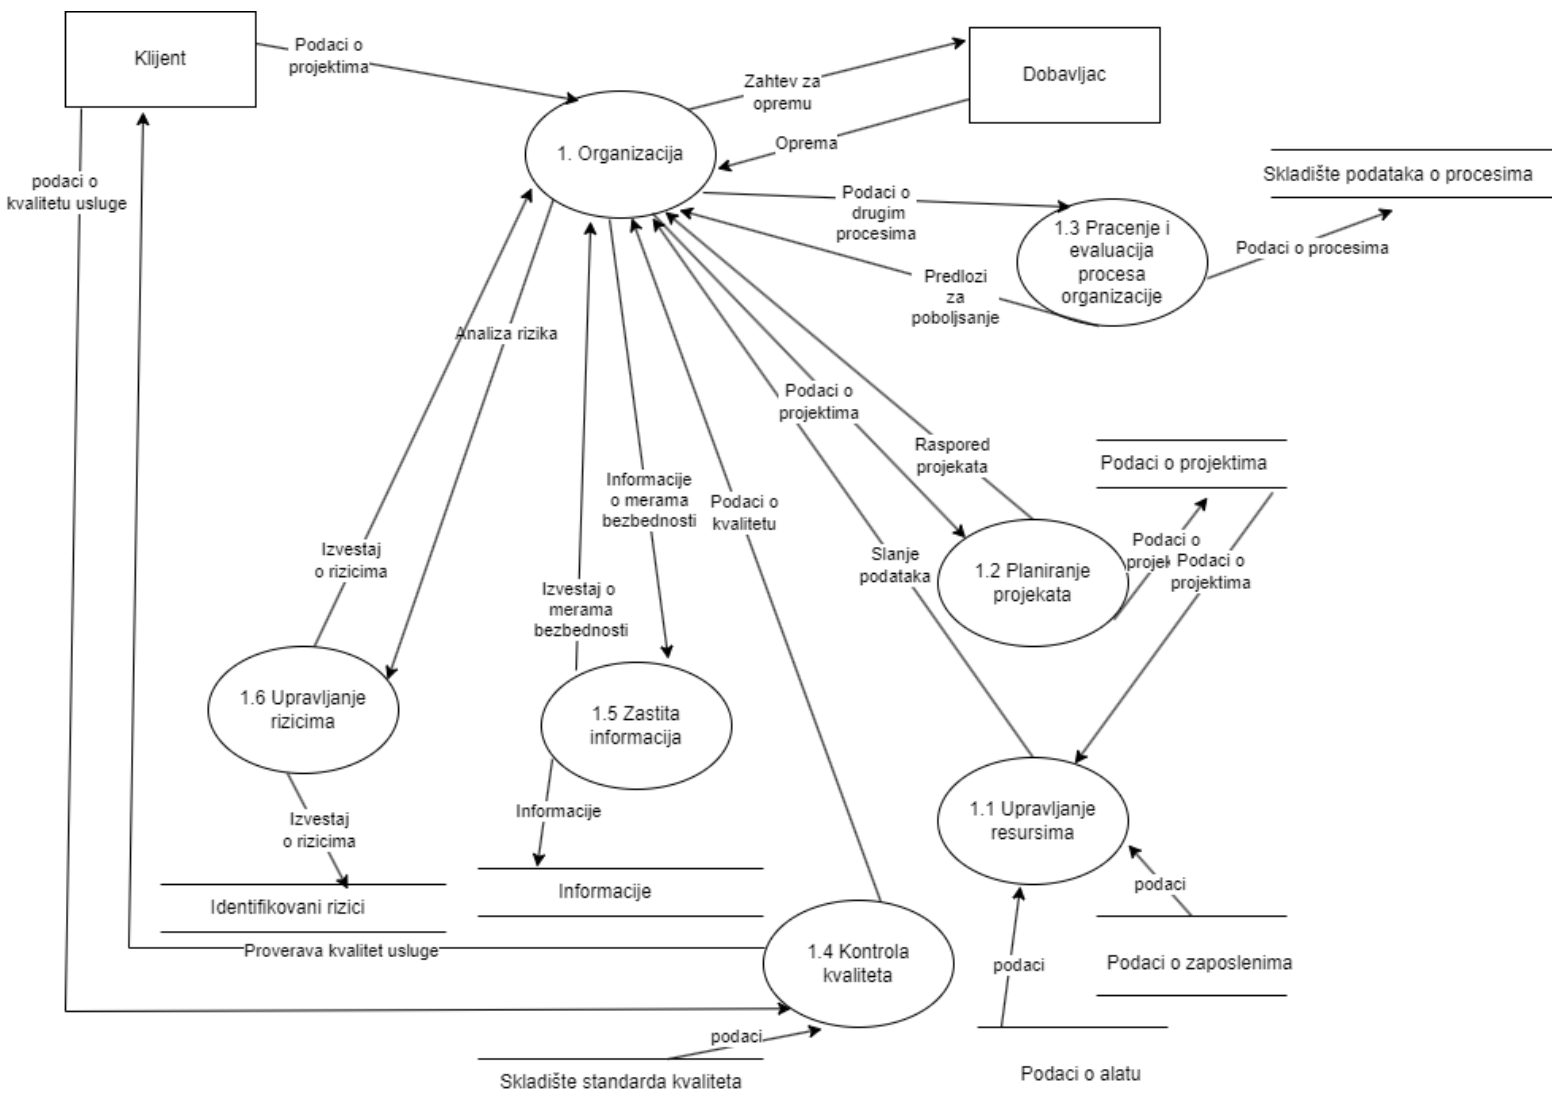 Klijent
Podaci o
projektima
Zahtev za
opremu
Dobavljac
1. Organizacija
Oprema
podaci o
kvalitetu usluge
Podaci o
drugim
procesima
Skladište podataka o procesima
1.3 Pracenje i
evaluacija
procesa
organizacije
Podaci o procesima
Predlozi
za
poboljsanje
Analiza rizika
Podaci o
projektima
Raspored
projekata
Podaci o projektima
Informacije
o merama
bezbednosti
Podaci o
kvalitetu
Izvestaj
o rizicima
Slanje
podataka
1.2 Planiranje
projekata
Podaci o
projek
Podaci o
projektima
Izvestaj o
merama
bezbednosti
1.6 Upravljanje
rizicima
1.5 Zastita
informacija
1.1 Upravljanje
resursima
Izvestaj
o rizicima
Informacije
podaci
Identifikovani rizici
Informacije
Proverava kvalitet usluge
1.4 Kontrola
kvaliteta
podaci
Podaci o zaposlenima
podaci
Skladište standarda kvaliteta
Podaci o alatu